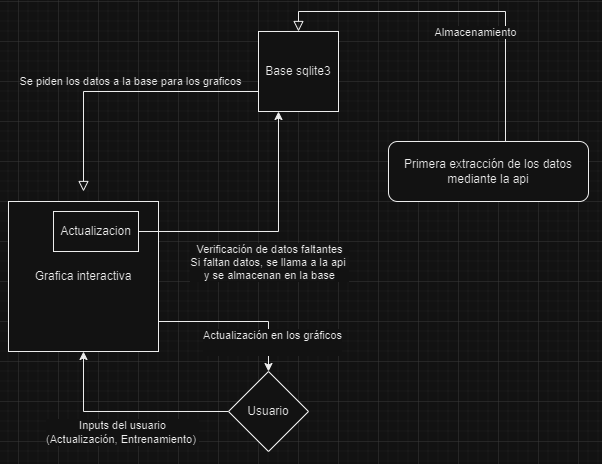 Almacenamiento
Base sqlite3
Se piden los datos a la base para los graficos
Primera extracción de los datos
mediante la api
Actualizacion
Verificación de datos faltantes
Si faltan datos, se llama a la api
y se almacenan en la base
Grafica interactiva
Actualización en los gráficos
Usuario
Inputs del usuario
(Actualización, Entrenamiento)